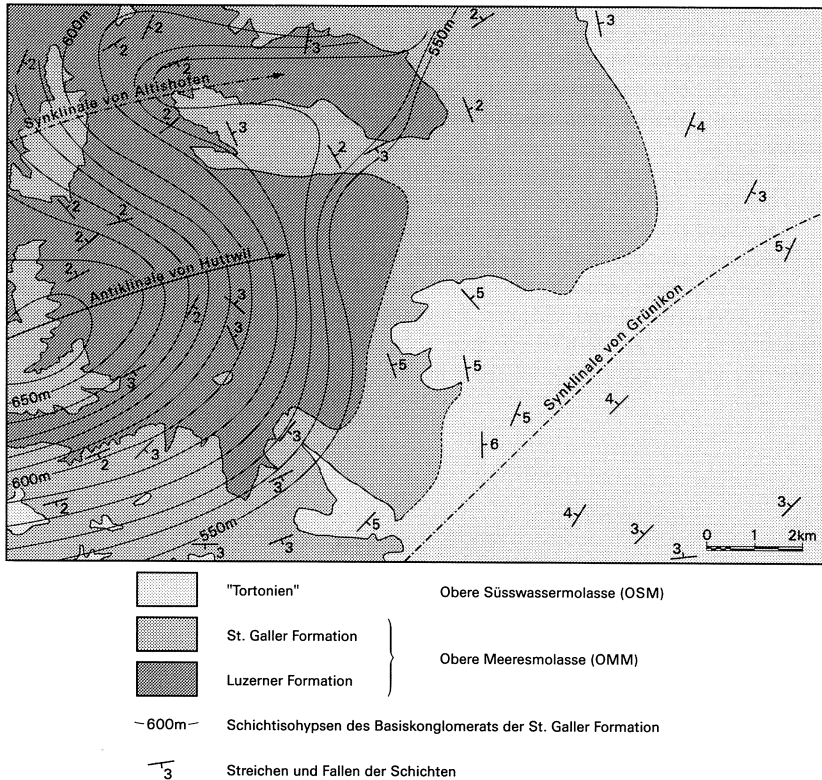 600m
2
2
3
2
550m
3
2
Synklinale von Altishofen
2
3
2
3
2
4
3
2
2
2
2
5
Antiklinale von Huttwil
2
3
3
5
5
5
Synklinale von Grünikon
3
650m
4
5
6
3
2
3
600m
2
550m
3
5
4
3
3
3
3
3
0 1 2km
"Tortonien" Obere Süsswassermolasse (OSM)
St. Galler Formation
Obere Meeresmolasse (OMM)
Luzerner Formation
–600m– Schichtisohypsen des Basiskonglomerats der St. Galler Formation
3 Streichen und Fallen der Schichten